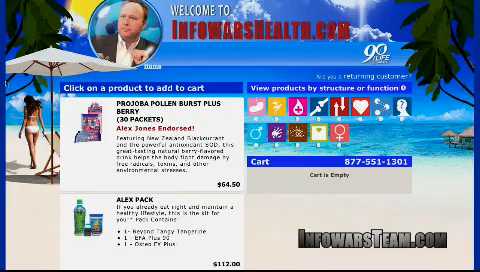 WELCOME TO..
INFOWARSHEALTH.COM
90
LIFE
Home
Are you a returning customer?
Click on a product to add to cart
View products by structure or function
PROJOBA POLLEN BURST PLUS
BERRY
(30 PACKETS)
Alex Jones Endorsed!
Featuring New Zealand Blackcurrant
and the powerful antioxidant SOD, this
great-tasting natural berry-flavored
drink helps the body fight damage by
free radicals, toxins, and other
environmental stresses.
$64.50
Cart
877-551-1301
Cart is Empty
ALEX PACK
If you already eat right and maintain a
healthy lifestyle, this is the kit for
you!* Pack Contains:
1- Beyond Tangy Tangerine
1 - EFA Plus 90
1 - Osteo FX Plus
$112.00
INFOWARSTEAM.COM